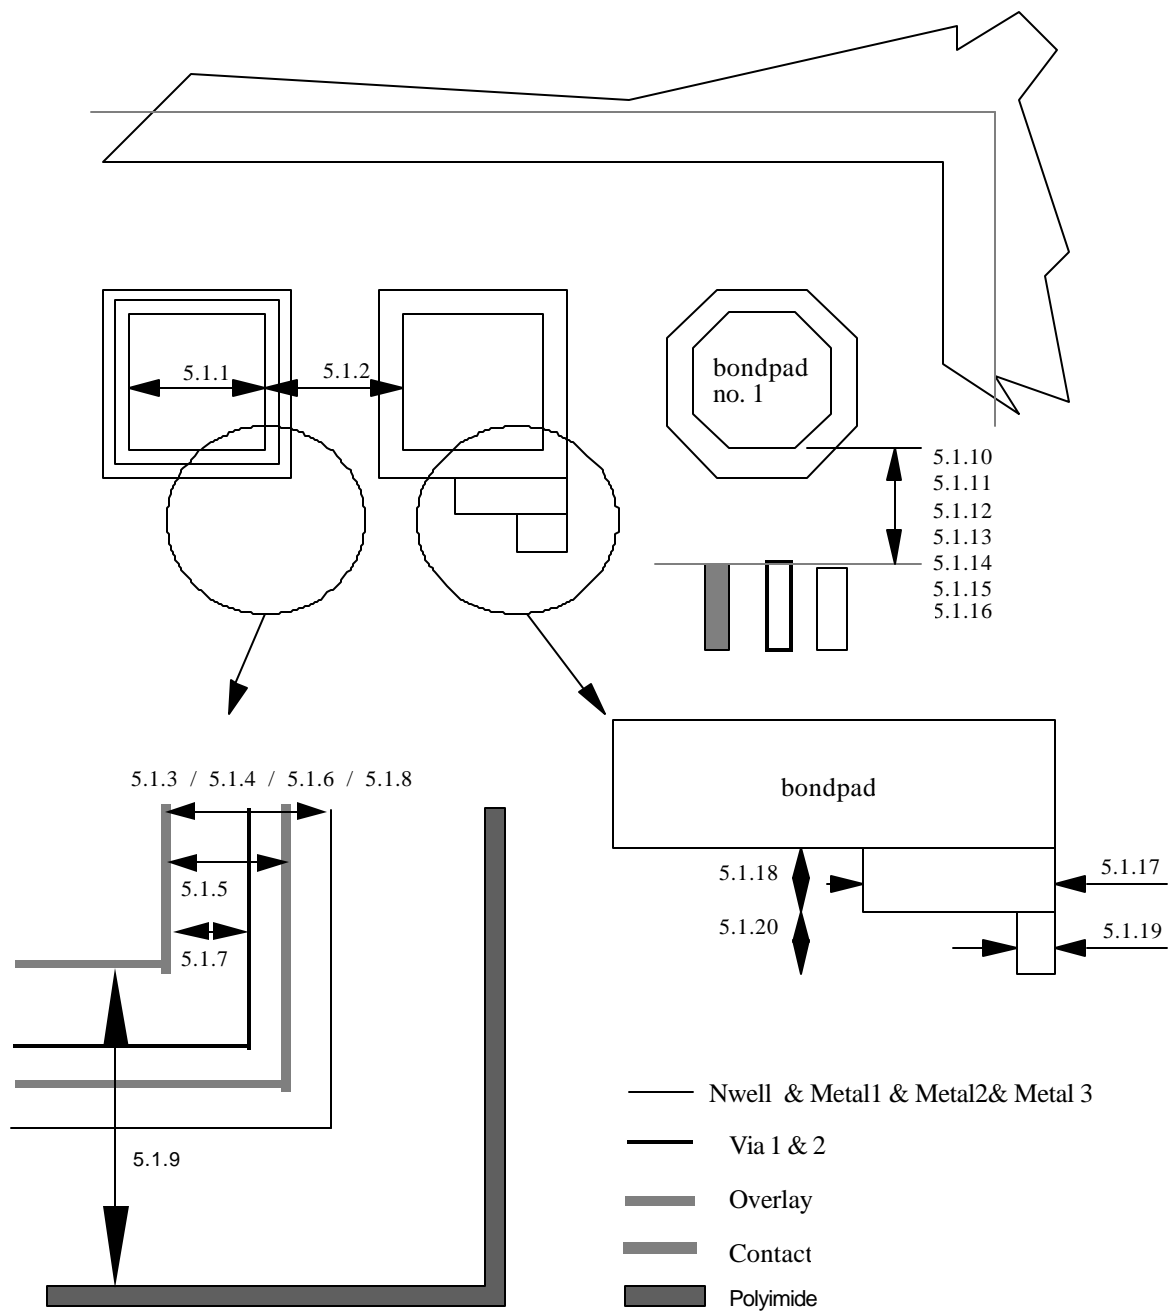 5.1.1
5.1.2
bondpad
no. 1
5.1.10
5.1.11
5.1.12
5.1.13
5.1.14
5.1.15
5.1.16
5.1.3 / 5.1.4 / 5.1.6 / 5.1.8
5.1.5
5.1.7
5.1.9
bondpad
5.1.18
5.1.17
5.1.20
5.1.19
Nwell & Metal1 & Metal2& Metal 3
Via 1 & 2
Overlay
Contact
Polyimide